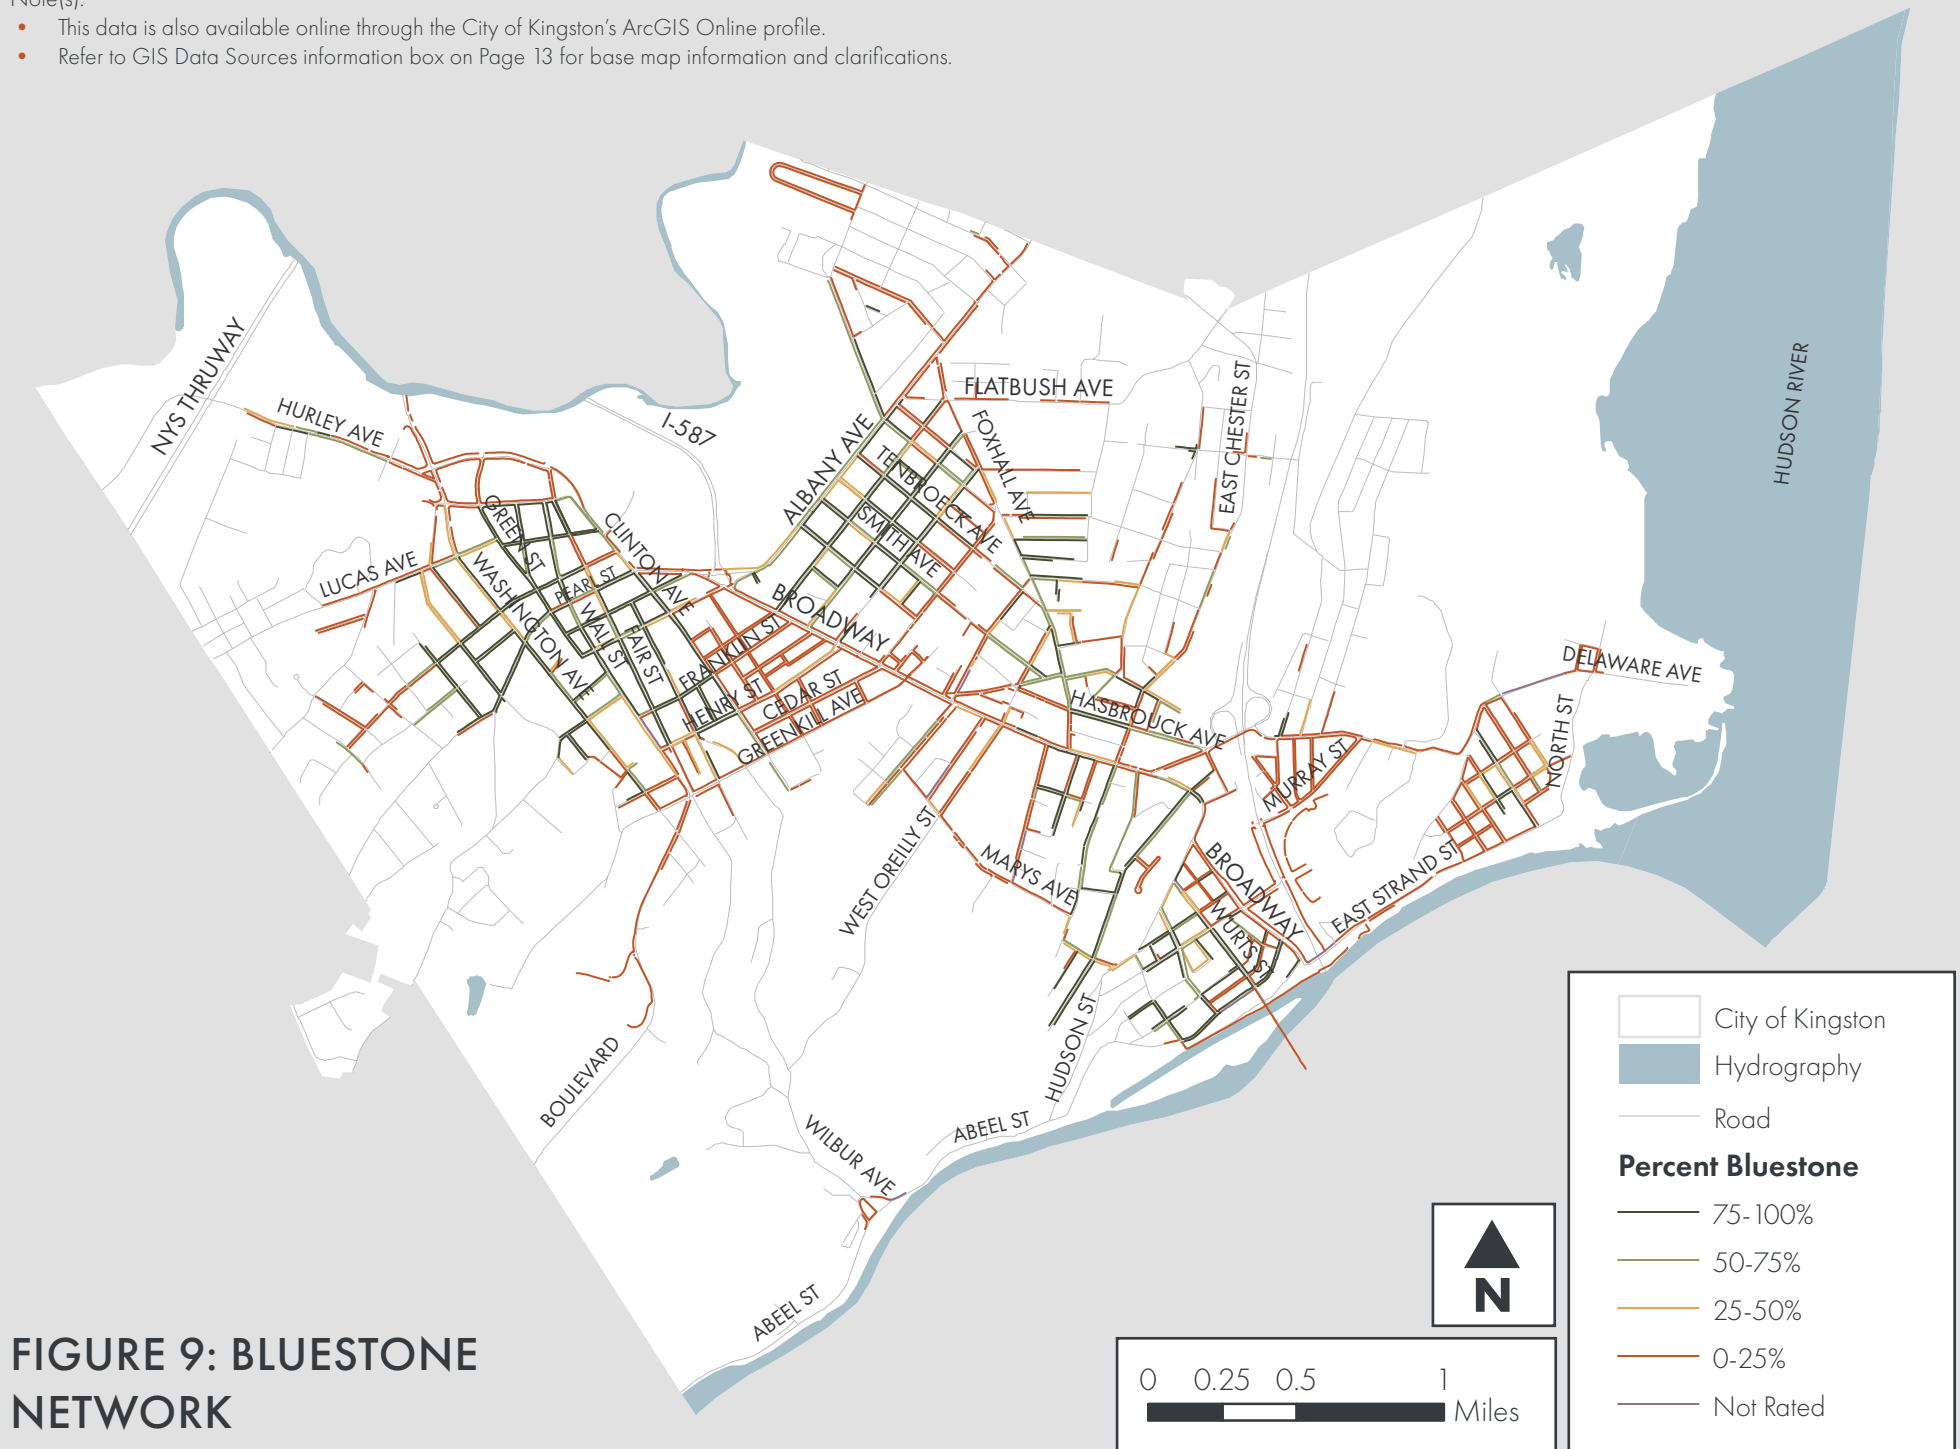 Note(s):
• This data is also available online through the City of Kingston's ArcGIS Online profile.
• Refer to GIS Data Sources information box on Page 13 for base map information and clarifications.
NYS THRUWAY
HURLEY AVE
I-587
FLATBUSH AVE
FOXHALL AVE
EAST CHESTER ST
HUDSON RIVER
ALBANY AVE
TENBROECK AVE
SMITH AVE
GREEN ST
CLINTON AVE
LUCAS AVE
WASHINGTON AVE
PEARL ST
WALL ST
FAIR ST
BROADWAY
FRANKLIN ST
HENRY ST
CEDAR ST
GREENKILL AVE
HASBROUCK AVE
DELAWARE AVE
NORTH ST
MURRAY ST
WEST OREILLY ST
MARYS AVE
BROADWAY
WURTS ST
EAST STRAND ST
HUDSON ST
BOULEVARD
WILBUR AVE
ABEEL ST
ABEEL ST
City of Kingston
Hydrography
Road
Percent Bluestone
75-100%
50-75%
25-50%
0-25%
Not Rated
N
0 0.25 0.5 1
Miles
FIGURE 9: BLUESTONE
NETWORK